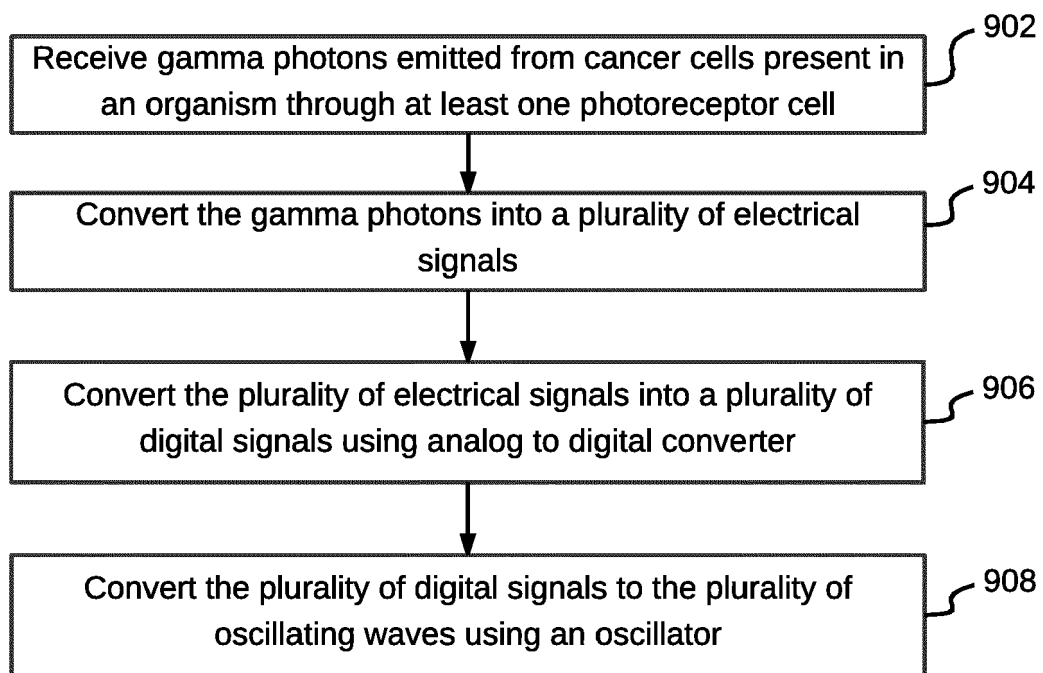 902
Receive gamma photons emitted from cancer cells present in
an organism through at least one photoreceptor cell
904
Convert the gamma photons into a plurality of electrical
signals
906
Convert the plurality of electrical signals into a plurality of
digital signals using analog to digital converter
908
Convert the plurality of digital signals to the plurality of
oscillating waves using an oscillator